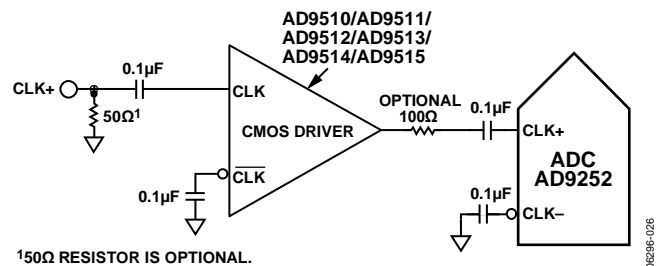 AD9510/AD9511/
AD9512/AD9513/
AD9514/AD9515
CLK+
0.1µF
50Ω¹
CLK
CMOS DRIVER
CLK
0.1µF
OPTIONAL
100Ω
0.1µF
CLK+
ADC
AD9252
0.1µF
CLK–
¹50Ω RESISTOR IS OPTIONAL.
06296-026